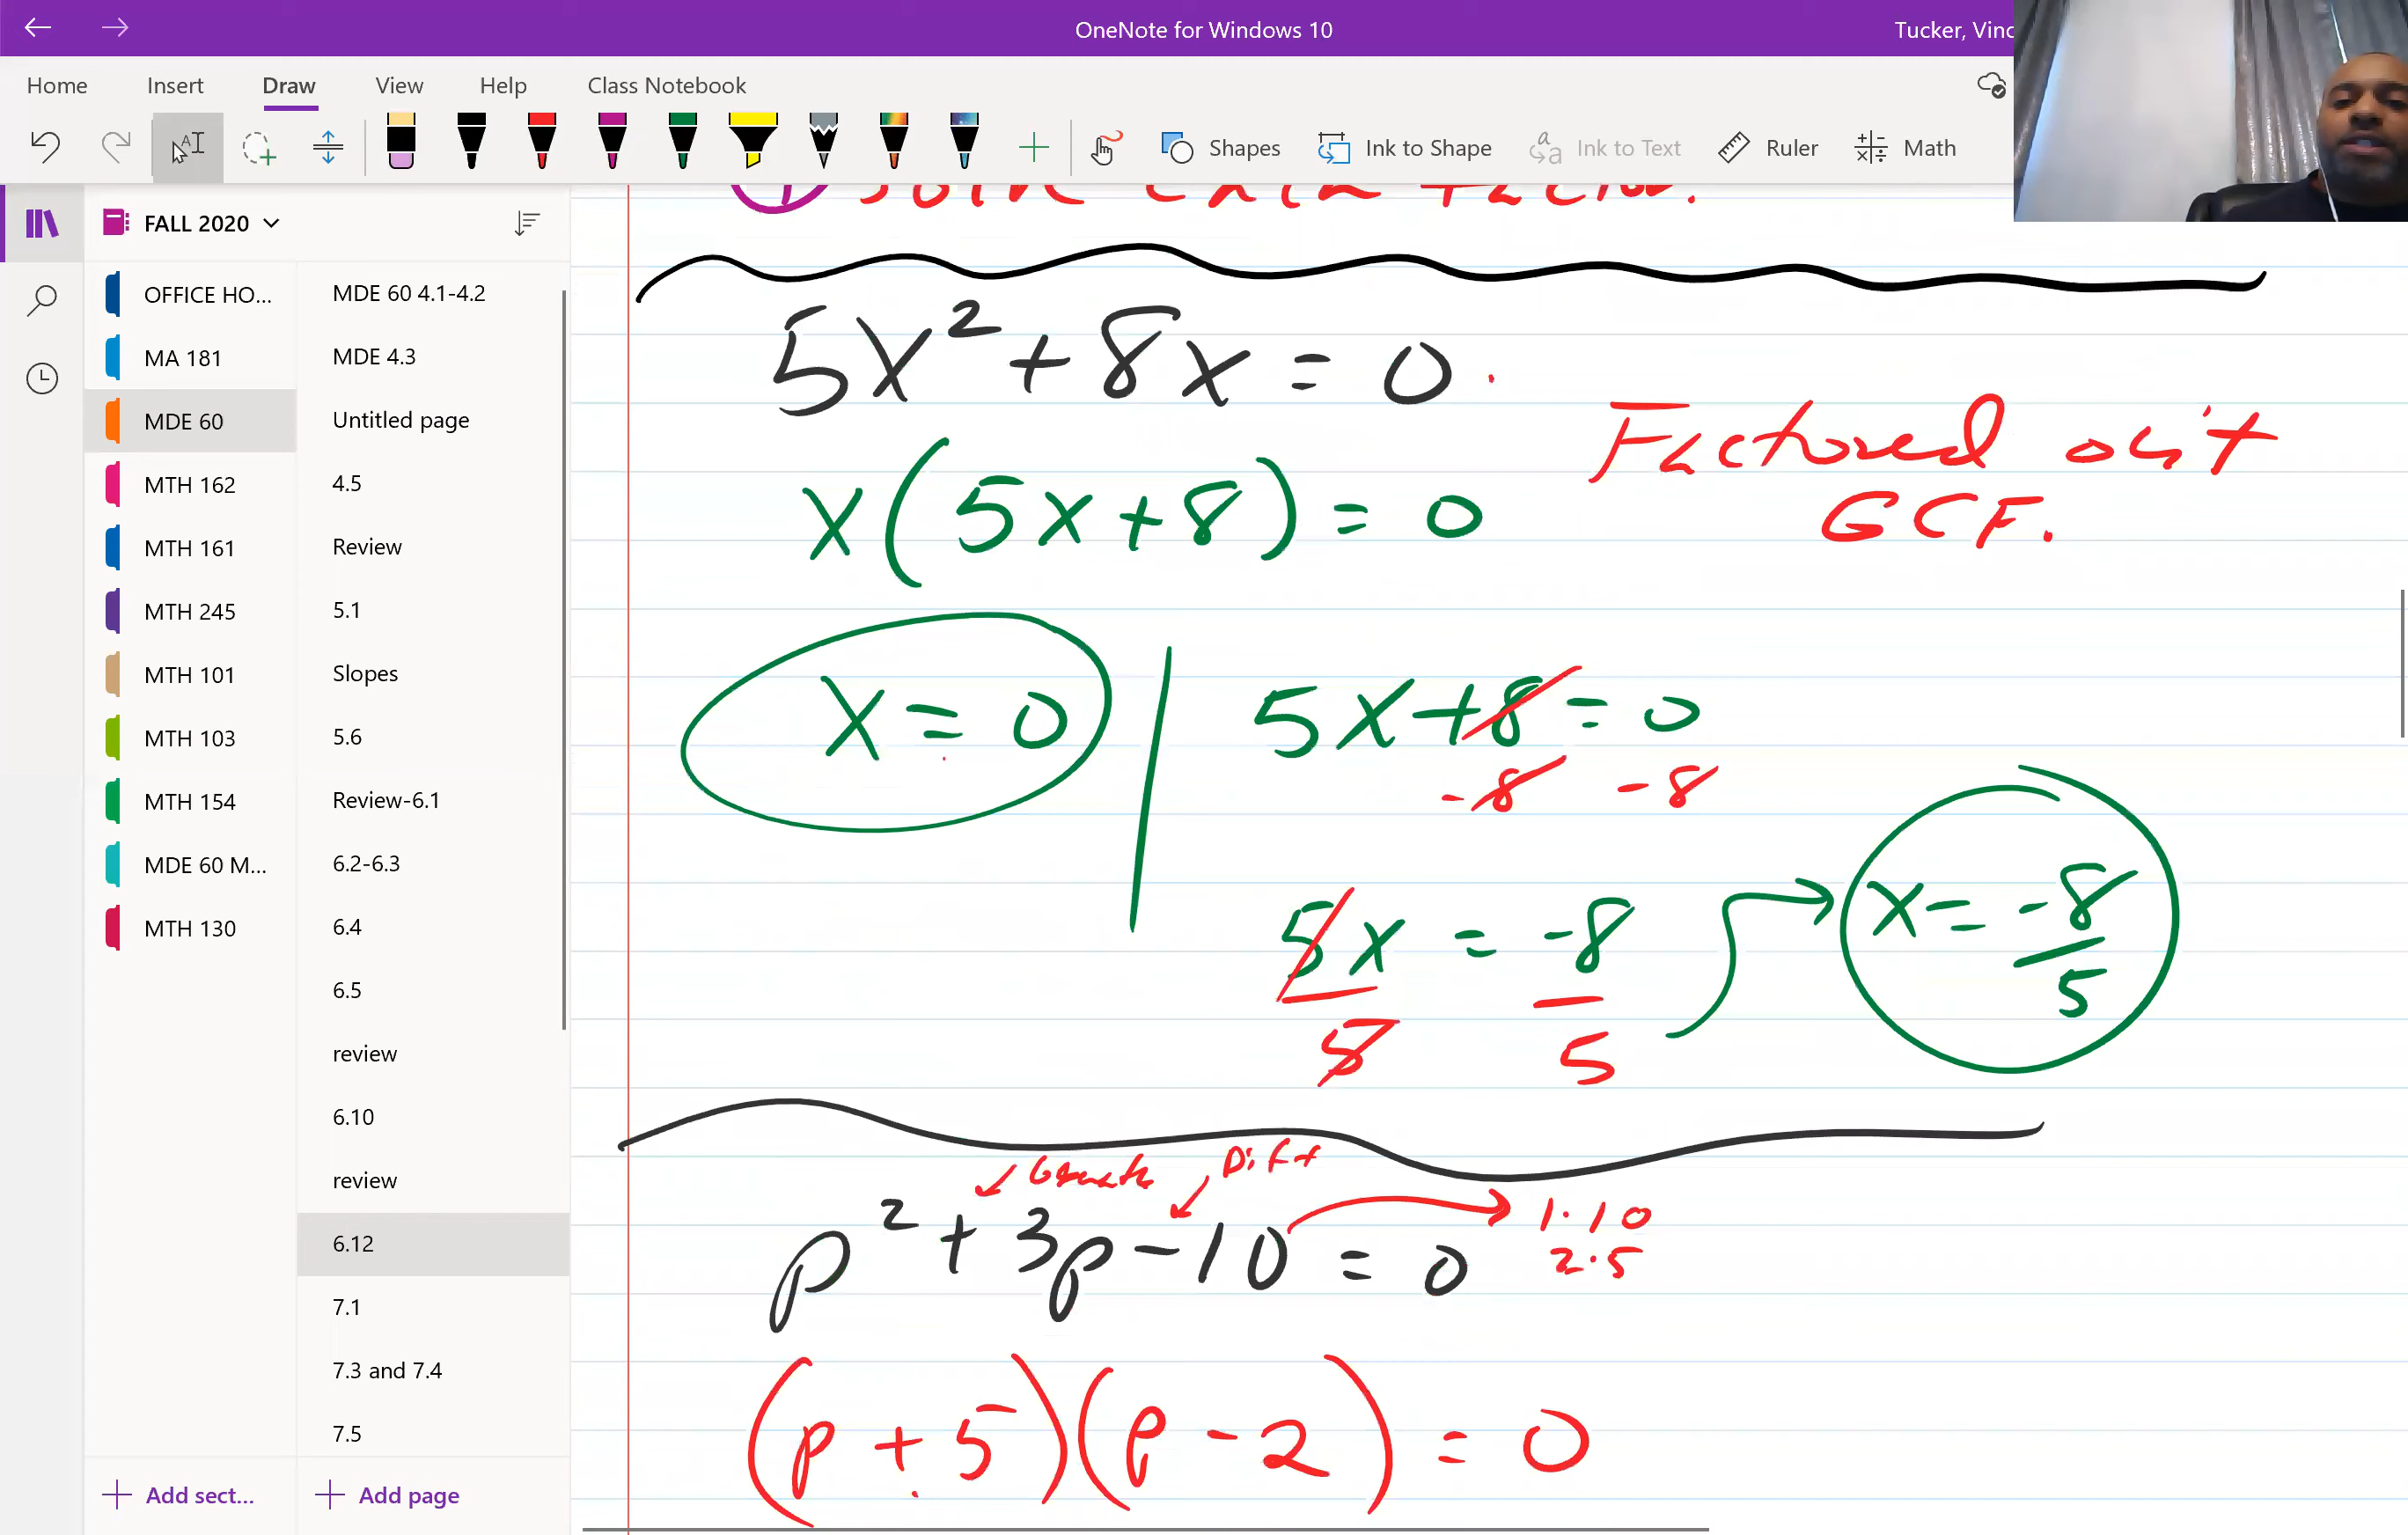 OneNote for Windows 10
Tucker, Vinc
Home Insert Draw View Help Class Notebook
Shapes Ink to Shape Ink to Text Ruler Math
FALL 2020
OFFICE HO...
MA 181
MDE 60
MTH 162
MTH 161
MTH 245
MTH 101
MTH 103
MTH 154
MDE 60 M...
MTH 130
Add sect...
MDE 60 4.1-4.2
MDE 4.3
Untitled page
4.5
Review
5.1
Slopes
5.6
Review-6.1
6.2-6.3
6.4
6.5
review
6.10
review
6.12
7.1
7.3 and 7.4
7.5
Add page
5x² + 8x = 0
Factored out
GCF.
x(5x+8) = 0
x = 0
5x+8 = 0
-8 -8
5x = -8
5 5
x = -8
5
Diff
p² + 3p - 10 = 0
1·10
2·5
(p + 5)(p - 2) = 0